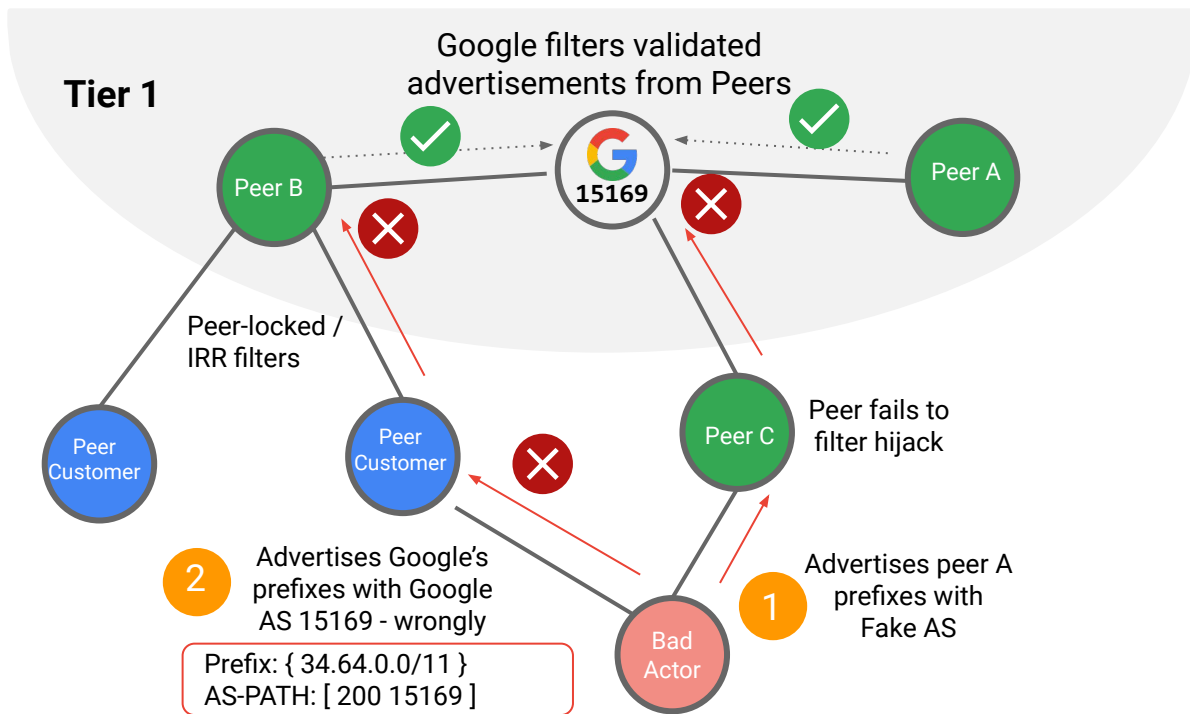 Google filters validated
advertisements from Peers
Tier 1
Peer B
15169
Peer A
Peer-locked /
IRR filters
Peer
Customer
Peer
Customer
Peer C
Peer fails to
filter hijack
2
Advertises Google’s
prefixes with Google
AS 15169 - wrongly
Prefix: { 34.64.0.0/11 }
AS-PATH: [ 200 15169 ]
Bad
Actor
1
Advertises peer A
prefixes with
Fake AS